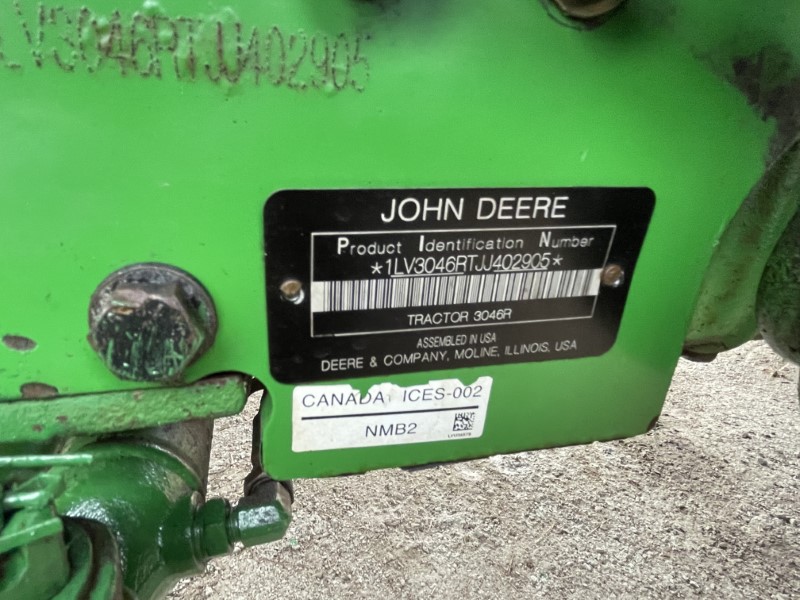 LV3046RTJJ402905
JOHN DEERE
Product Identification Number
*1LV3046RTJJ402905*
TRACTOR 3046R
ASSEMBLED IN USA
DEERE & COMPANY, MOLINE, ILLINOIS, USA
CANADA ICES-002
NMB2